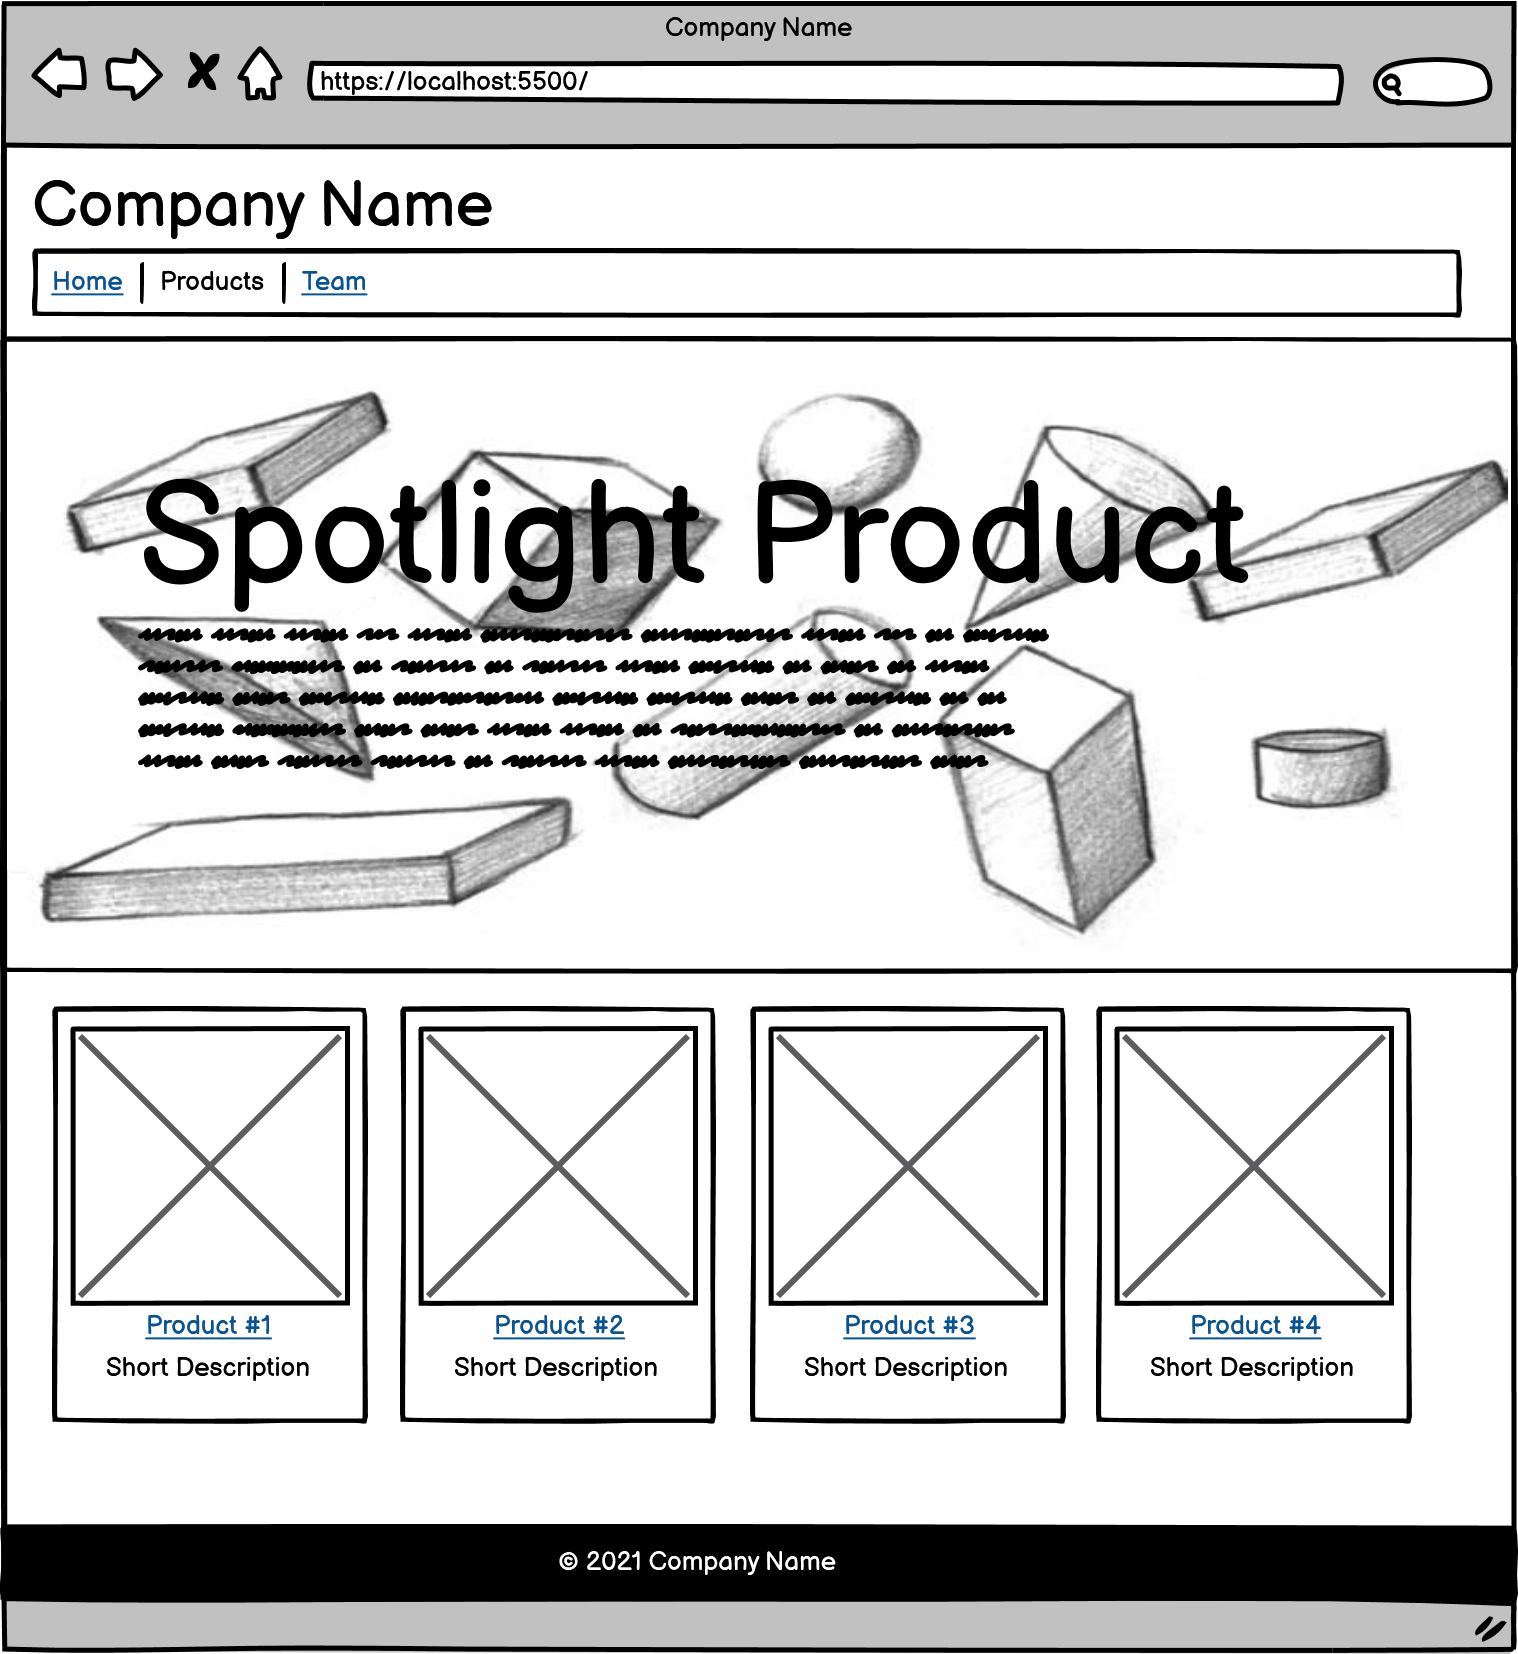 Company Name
https://localhost:5500/
Company Name
Home Products Team
Spotlight Product
Product #1 Product #2 Product #3 Product #4
Short Description Short Description Short Description Short Description
© 2021 Company Name